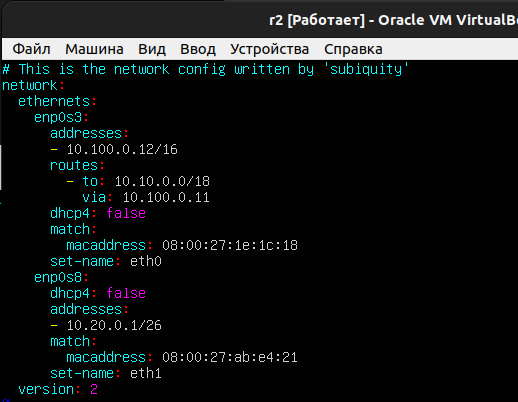 r2 [Работает] - Oracle VM VirtualB
Файл Машина Вид Ввод Устройства Справка
# This is the network config written by 'subiquity'
network:
  ethernets:
    enp0s3:
      addresses:
      - 10.100.0.12/16
      routes:
        - to: 10.10.0.0/18
          via: 10.100.0.11
      dhcp4: false
      match:
        macaddress: 08:00:27:1e:1c:18
      set-name: eth0
    enp0s8:
      dhcp4: false
      addresses:
      - 10.20.0.1/26
      match:
        macaddress: 08:00:27:ab:e4:21
      set-name: eth1
  version: 2